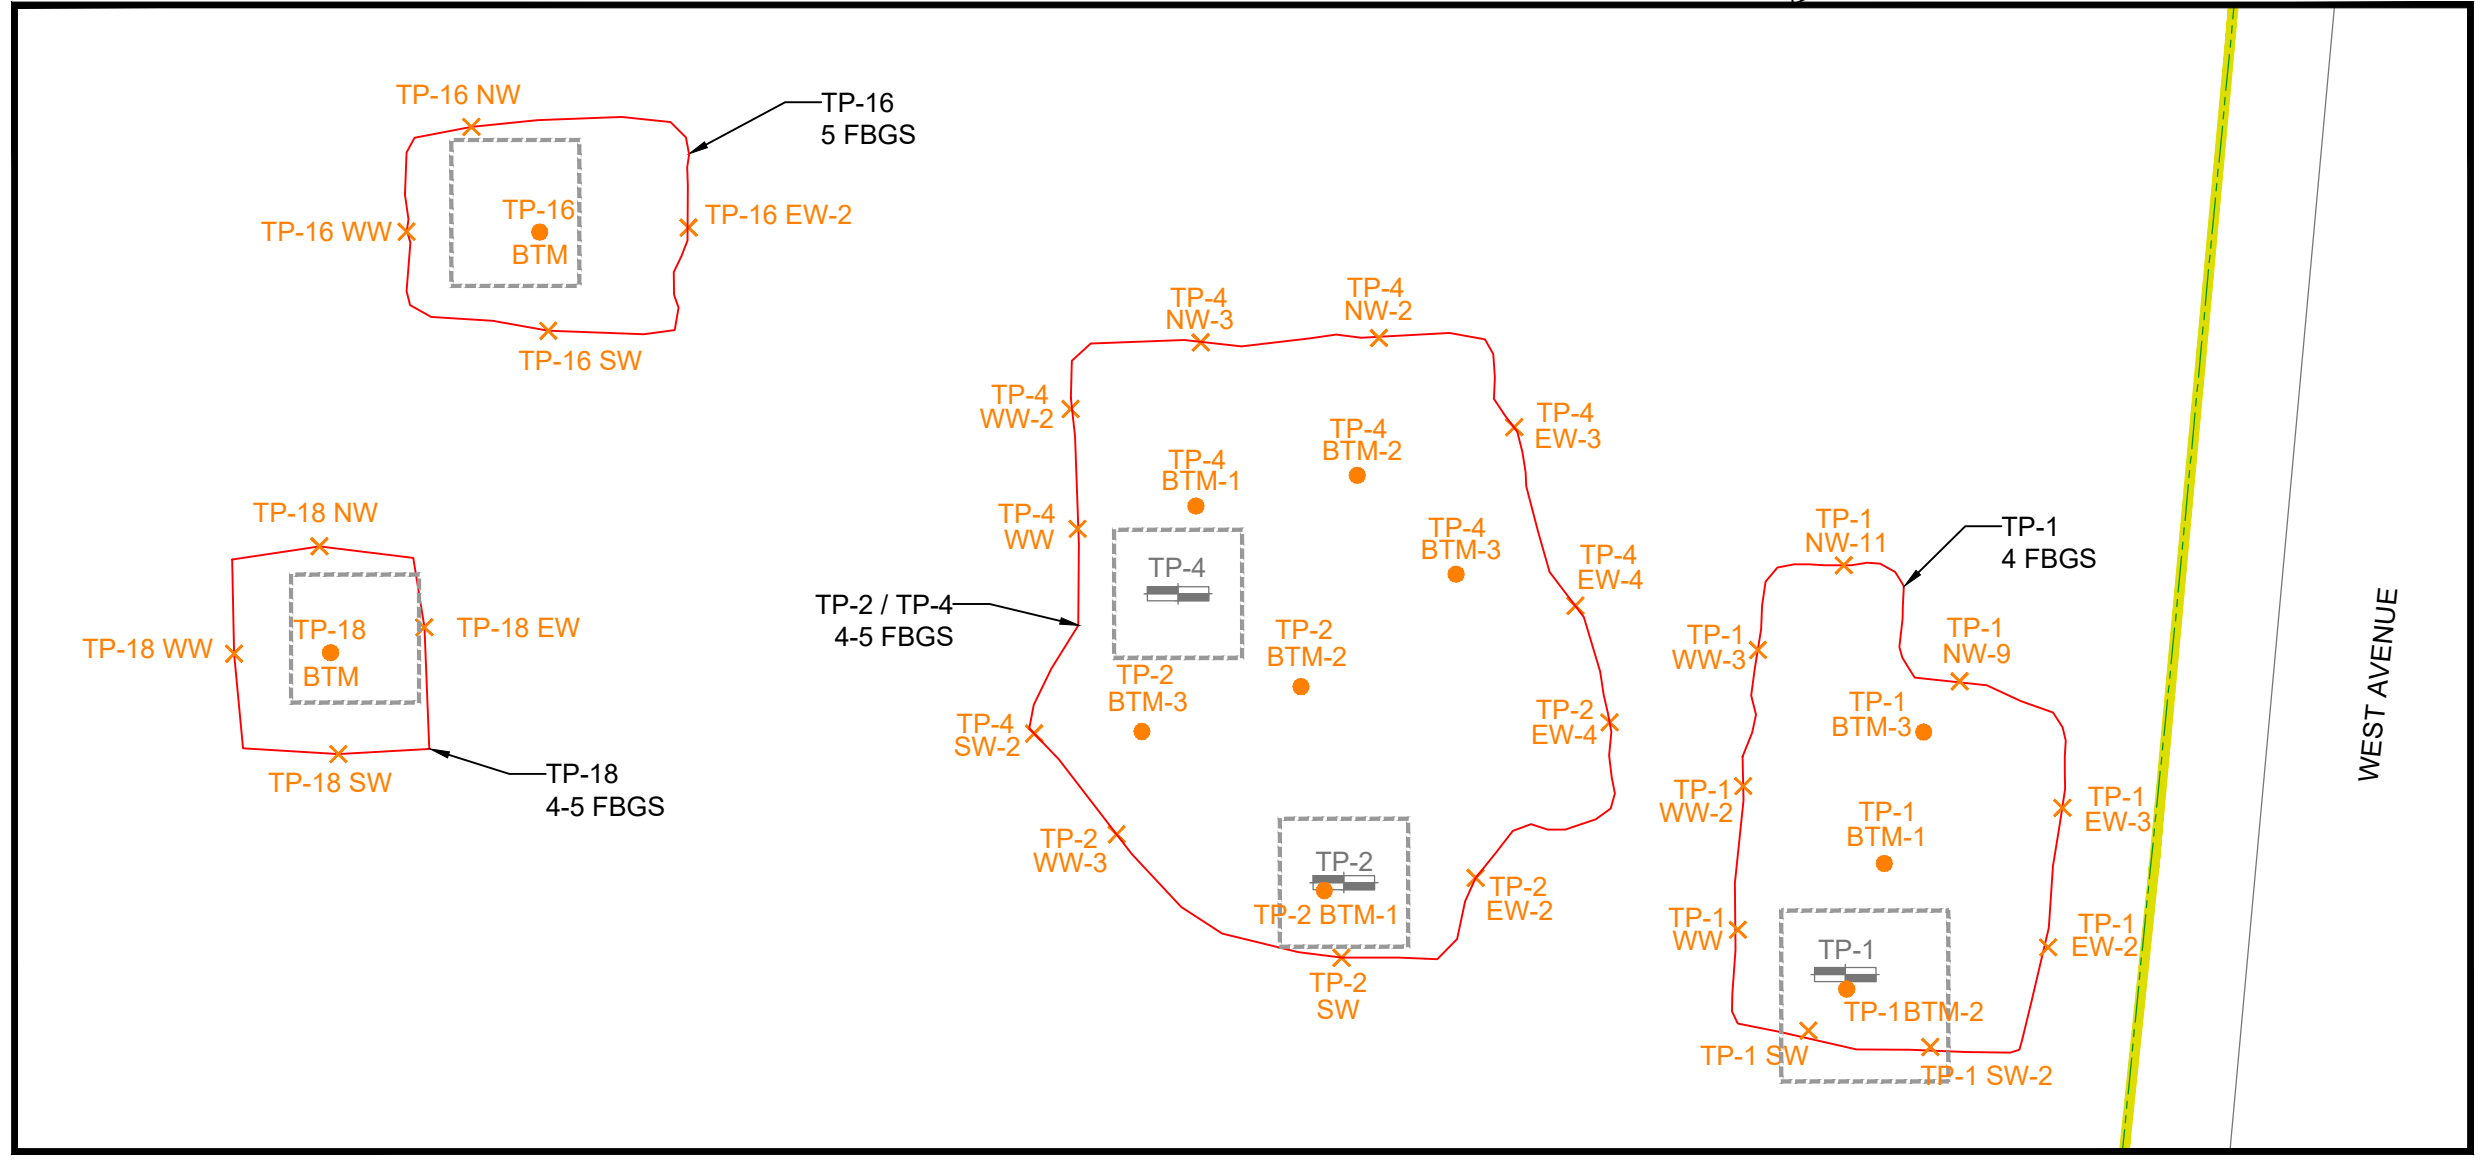 TP-16 NW
TP-16
5 FBGS
TP-16
BTM
TP-16 WW
TP-16 EW-2
TP-16 SW
TP-18 NW
TP-18 WW
TP-18
BTM
TP-18 EW
TP-18 SW
TP-18
4-5 FBGS
TP-4
NW-3
TP-4
NW-2
TP-4
WW-2
TP-4
EW-3
TP-4
BTM-2
TP-4
BTM-1
TP-4
WW
TP-4
BTM-3
TP-4
TP-4
EW-4
TP-2 / TP-4
4-5 FBGS
TP-2
BTM-2
TP-2
BTM-3
TP-4
SW-2
TP-2
EW-4
TP-2
WW-3
TP-2
TP-2 BTM-1
TP-2
EW-2
TP-2
SW
TP-1
NW-11
TP-1
4 FBGS
TP-1
WW-3
TP-1
NW-9
TP-1
BTM-3
TP-1
WW-2
TP-1
BTM-1
TP-1
EW-3
TP-1
WW
TP-1
TP-1
EW-2
TP-1 BTM-2
TP-1 SW
TP-1 SW-2
WEST AVENUE